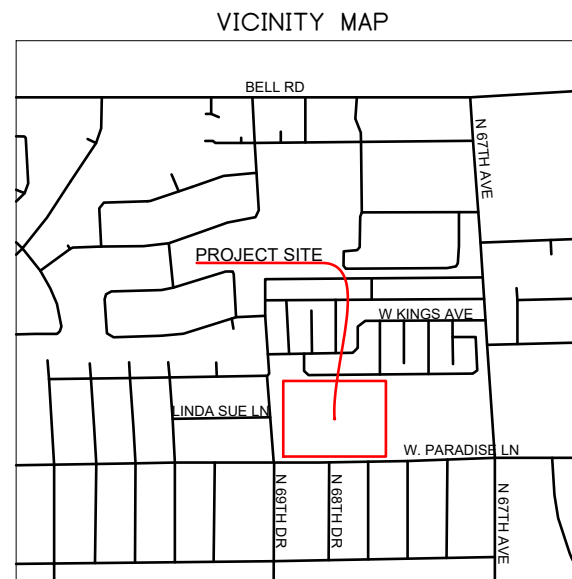 VICINITY MAP
BELL RD
N 67TH AVE
PROJECT SITE
W KINGS AVE
LINDA SUE LN
W. PARADISE LN
N 69TH DR
N 68TH DR
N 67TH AVE